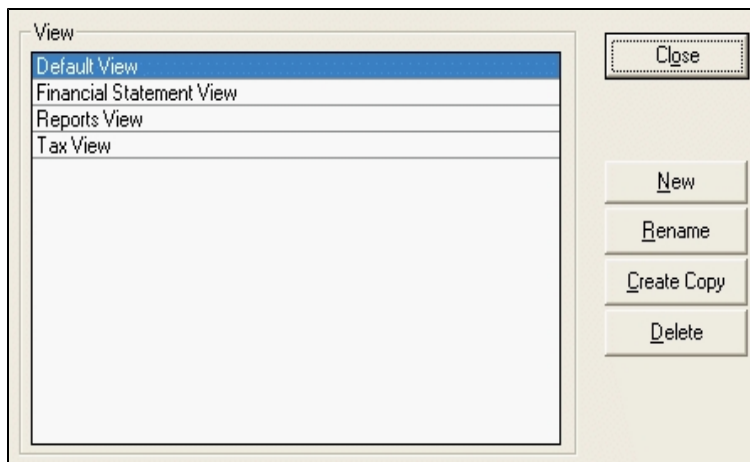 View
Default View
Financial Statement View
Reports View
Tax View
Close
New
Rename
Create Copy
Delete